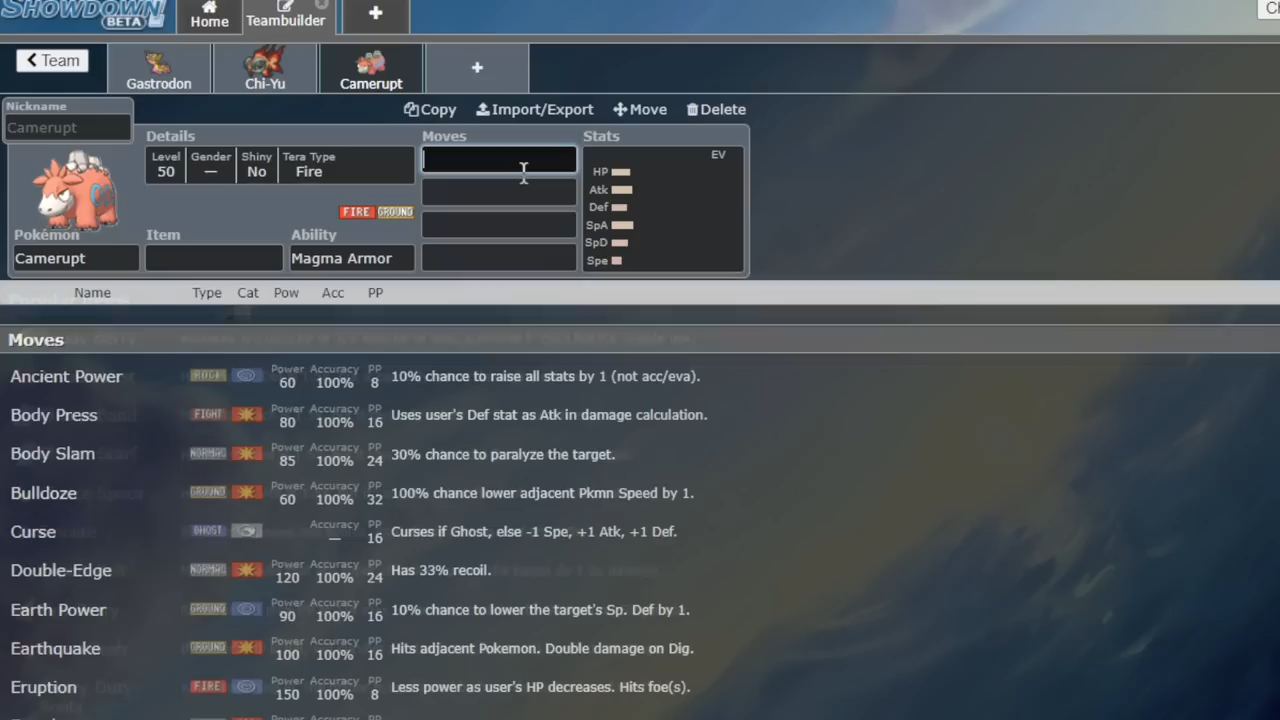 SHOWDOWN
BETA
Home
Teambuilder
Ch
Team
Gastrodon
Chi-Yu
Camerupt
Nickname
Camerupt
Copy
Import/Export
Move
Delete
Details
Moves
Stats
Level
50
Gender
—
Shiny
No
Tera Type
Fire
EV
HP
Atk
Def
SpA
SpD
Spe
FIRE GROUND
Pokémon
Camerupt
Item
Ability
Magma Armor
Name Type Cat Pow Acc PP
Moves
Ancient Power ROCK Power 60 Accuracy 100% PP 8 10% chance to raise all stats by 1 (not acc/eva).
Body Press FIGHT Power 80 Accuracy 100% PP 16 Uses user's Def stat as Atk in damage calculation.
Body Slam NORMAL Power 85 Accuracy 100% PP 24 30% chance to paralyze the target.
Bulldoze GROUND Power 60 Accuracy 100% PP 32 100% chance lower adjacent Pkmn Speed by 1.
Curse GHOST Accuracy — PP 16 Curses if Ghost, else -1 Spe, +1 Atk, +1 Def.
Double-Edge NORMAL Power 120 Accuracy 100% PP 24 Has 33% recoil.
Earth Power GROUND Power 90 Accuracy 100% PP 16 10% chance to lower the target's Sp. Def by 1.
Earthquake GROUND Power 100 Accuracy 100% PP 16 Hits adjacent Pokemon. Double damage on Dig.
Eruption FIRE Power 150 Accuracy 100% PP 8 Less power as user's HP decreases. Hits foe(s).